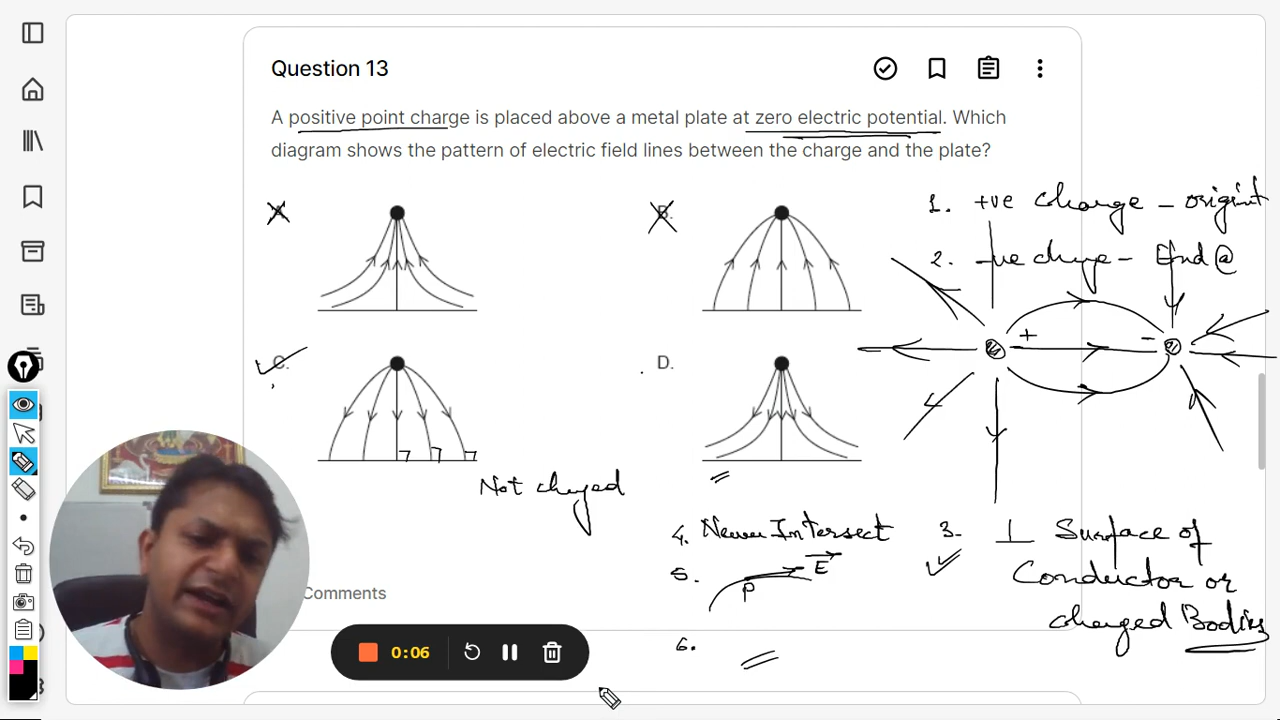 Question 13
A positive point charge is placed above a metal plate at zero electric potential. Which
diagram shows the pattern of electric field lines between the charge and the plate?
A.
B.
C.
D.
1. +ve charge - origint
2. -ve charge - End @
+ -
Not charged
4. Never Intersect
5. P E
6.
3. ⊥ Surface of
Conductor or
charged Bodies
Comments
0:06